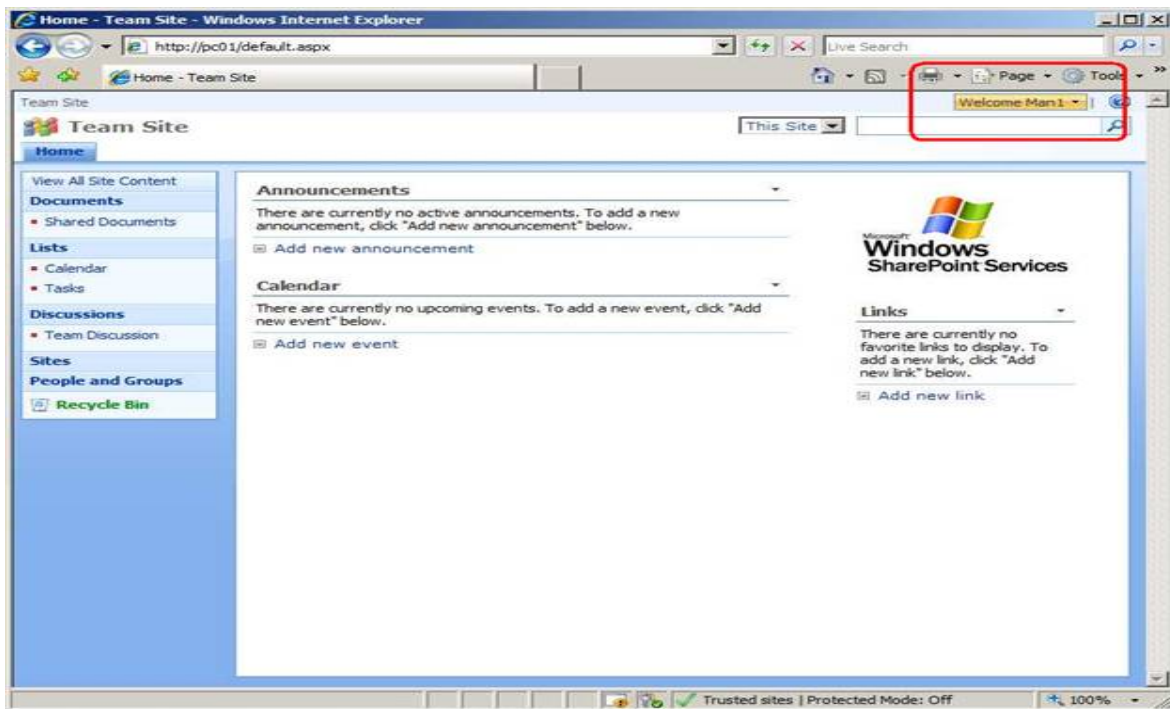 Home - Team Site - Windows Internet Explorer
http://pc01/default.aspx
Live Search
Home - Team Site
Page
Tools
Team Site
Welcome Man1
Team Site
This Site
Home
View All Site Content
Documents
Shared Documents
Lists
Calendar
Tasks
Discussions
Team Discussion
Sites
People and Groups
Recycle Bin
Announcements
There are currently no active announcements. To add a new
announcement, click "Add new announcement" below.
Add new announcement
Calendar
There are currently no upcoming events. To add a new event, click "Add
new event" below.
Add new event
Microsoft
Windows
SharePoint Services
Links
There are currently no
favorite links to display. To
add a new link, click "Add
new link" below.
Add new link
Trusted sites | Protected Mode: Off
100%